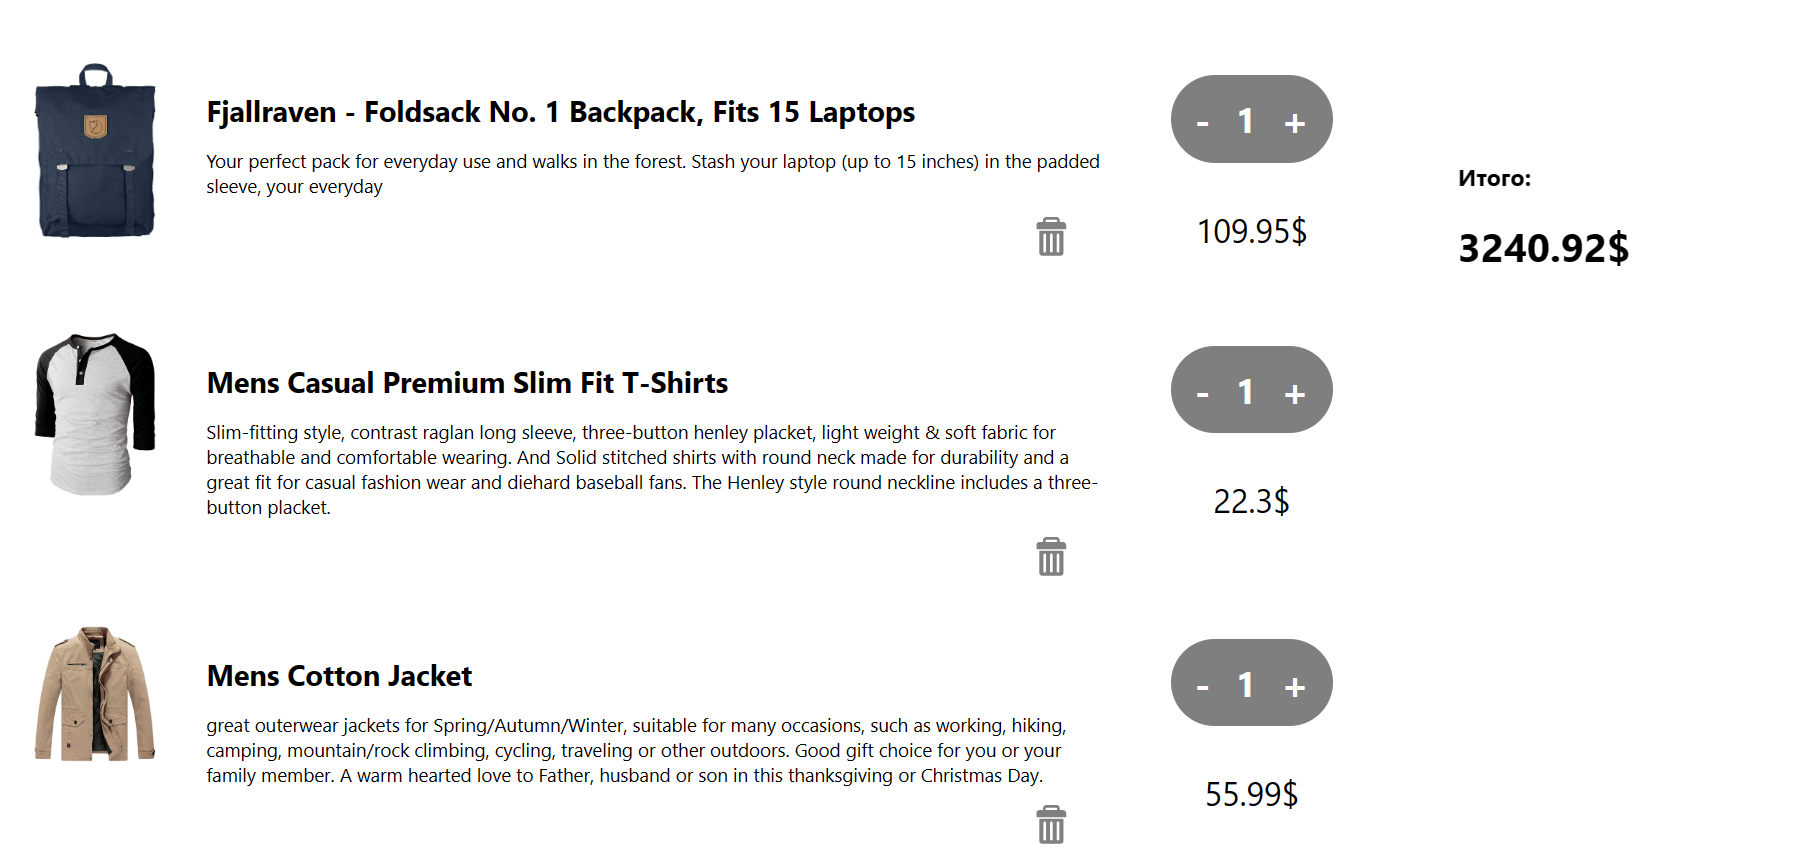 Fjallraven - Foldsack No. 1 Backpack, Fits 15 Laptops
Your perfect pack for everyday use and walks in the forest. Stash your laptop (up to 15 inches) in the padded
sleeve, your everyday
- 1 +
109.95$
Итого:
3240.92$
Mens Casual Premium Slim Fit T-Shirts
Slim-fitting style, contrast raglan long sleeve, three-button henley placket, light weight & soft fabric for
breathable and comfortable wearing. And Solid stitched shirts with round neck made for durability and a
great fit for casual fashion wear and diehard baseball fans. The Henley style round neckline includes a three-
button placket.
- 1 +
22.3$
Mens Cotton Jacket
great outerwear jackets for Spring/Autumn/Winter, suitable for many occasions, such as working, hiking,
camping, mountain/rock climbing, cycling, traveling or other outdoors. Good gift choice for you or your
family member. A warm hearted love to Father, husband or son in this thanksgiving or Christmas Day.
- 1 +
55.99$